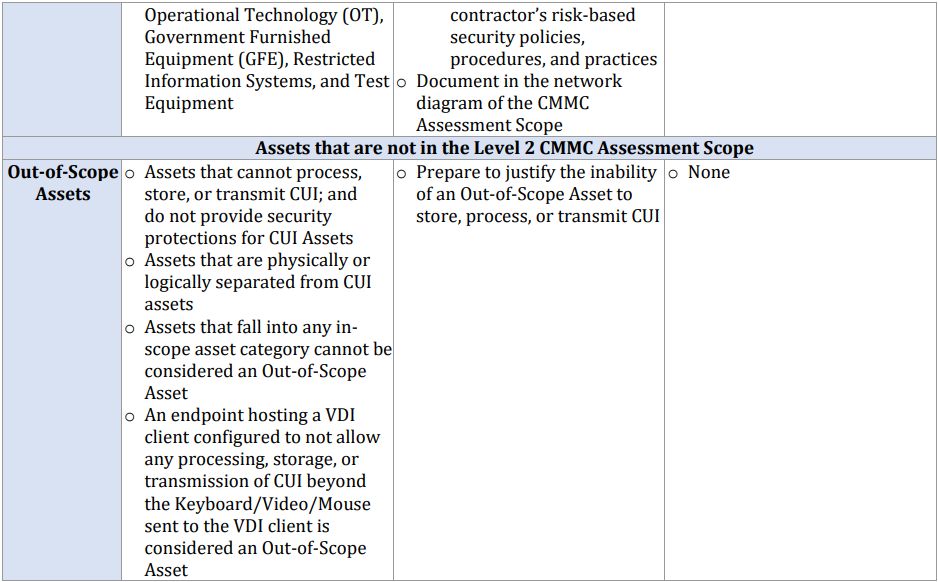 Operational Technology (OT),
Government Furnished
Equipment (GFE), Restricted
Information Systems, and Test
Equipment
contractor’s risk-based
security policies,
procedures, and practices
o Document in the network
diagram of the CMMC
Assessment Scope
Assets that are not in the Level 2 CMMC Assessment Scope
Out-of-Scope
Assets
o Assets that cannot process,
store, or transmit CUI; and
do not provide security
protections for CUI Assets
o Assets that are physically or
logically separated from CUI
assets
o Assets that fall into any in-
scope asset category cannot be
considered an Out-of-Scope
Asset
o An endpoint hosting a VDI
client configured to not allow
any processing, storage, or
transmission of CUI beyond
the Keyboard/Video/Mouse
sent to the VDI client is
considered an Out-of-Scope
Asset
o Prepare to justify the inability
of an Out-of-Scope Asset to
store, process, or transmit CUI
o None